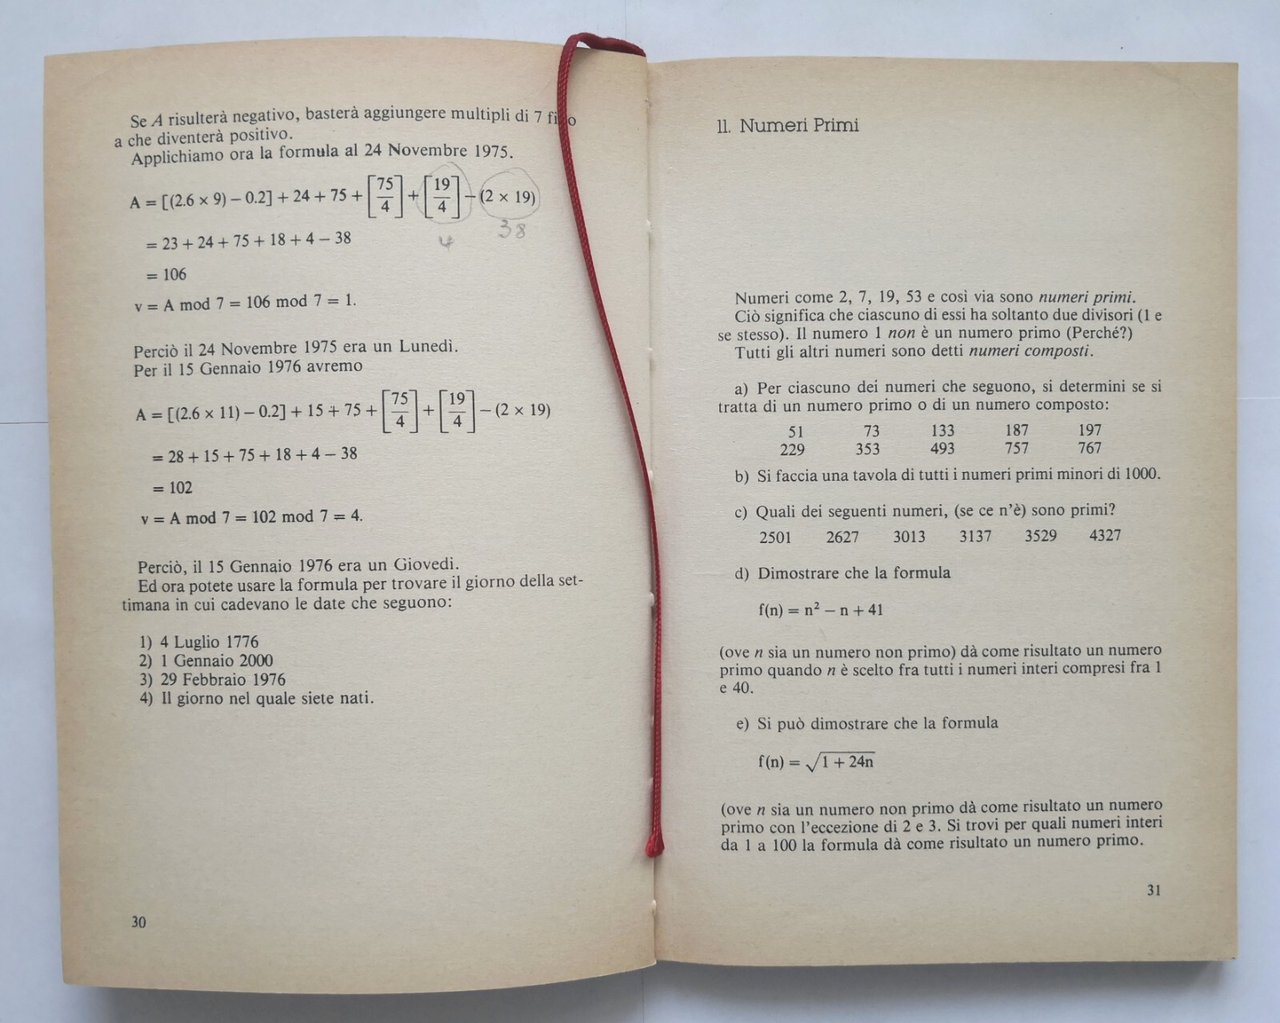 Se A risulterà negativo, basterà aggiungere multipli di 7 fino
a che diventerà positivo.
Applichiamo ora la formula al 24 Novembre 1975.
A = [(2.6 × 9) − 0.2] + 24 + 75 + [75/4] + [19/4] − (2 × 19)
4 38
= 23 + 24 + 75 + 18 + 4 − 38
= 106
v = A mod 7 = 106 mod 7 = 1.
Perciò il 24 Novembre 1975 era un Lunedì.
Per il 15 Gennaio 1976 avremo
A = [(2.6 × 11) − 0.2] + 15 + 75 + [75/4] + [19/4] − (2 × 19)
= 28 + 15 + 75 + 18 + 4 − 38
= 102
v = A mod 7 = 102 mod 7 = 4.
Perciò, il 15 Gennaio 1976 era un Giovedì.
Ed ora potete usare la formula per trovare il giorno della set-
timana in cui cadevano le date che seguono:
1) 4 Luglio 1776
2) 1 Gennaio 2000
3) 29 Febbraio 1976
4) Il giorno nel quale siete nati.
30
11. Numeri Primi
Numeri come 2, 7, 19, 53 e così via sono numeri primi.
Ciò significa che ciascuno di essi ha soltanto due divisori (1 e
se stesso). Il numero 1 non è un numero primo (Perché?)
Tutti gli altri numeri sono detti numeri composti.
a) Per ciascuno dei numeri che seguono, si determini se si
tratta di un numero primo o di un numero composto:
51 73 133 187 197
229 353 493 757 767
b) Si faccia una tavola di tutti i numeri primi minori di 1000.
c) Quali dei seguenti numeri, (se ce n'è) sono primi?
2501 2627 3013 3137 3529 4327
d) Dimostrare che la formula
f(n) = n² − n + 41
(ove n sia un numero non primo) dà come risultato un numero
primo quando n è scelto fra tutti i numeri interi compresi fra 1
e 40.
e) Si può dimostrare che la formula
f(n) = √1 + 24n
(ove n sia un numero non primo dà come risultato un numero
primo con l'eccezione di 2 e 3. Si trovi per quali numeri interi
da 1 a 100 la formula dà come risultato un numero primo.
31